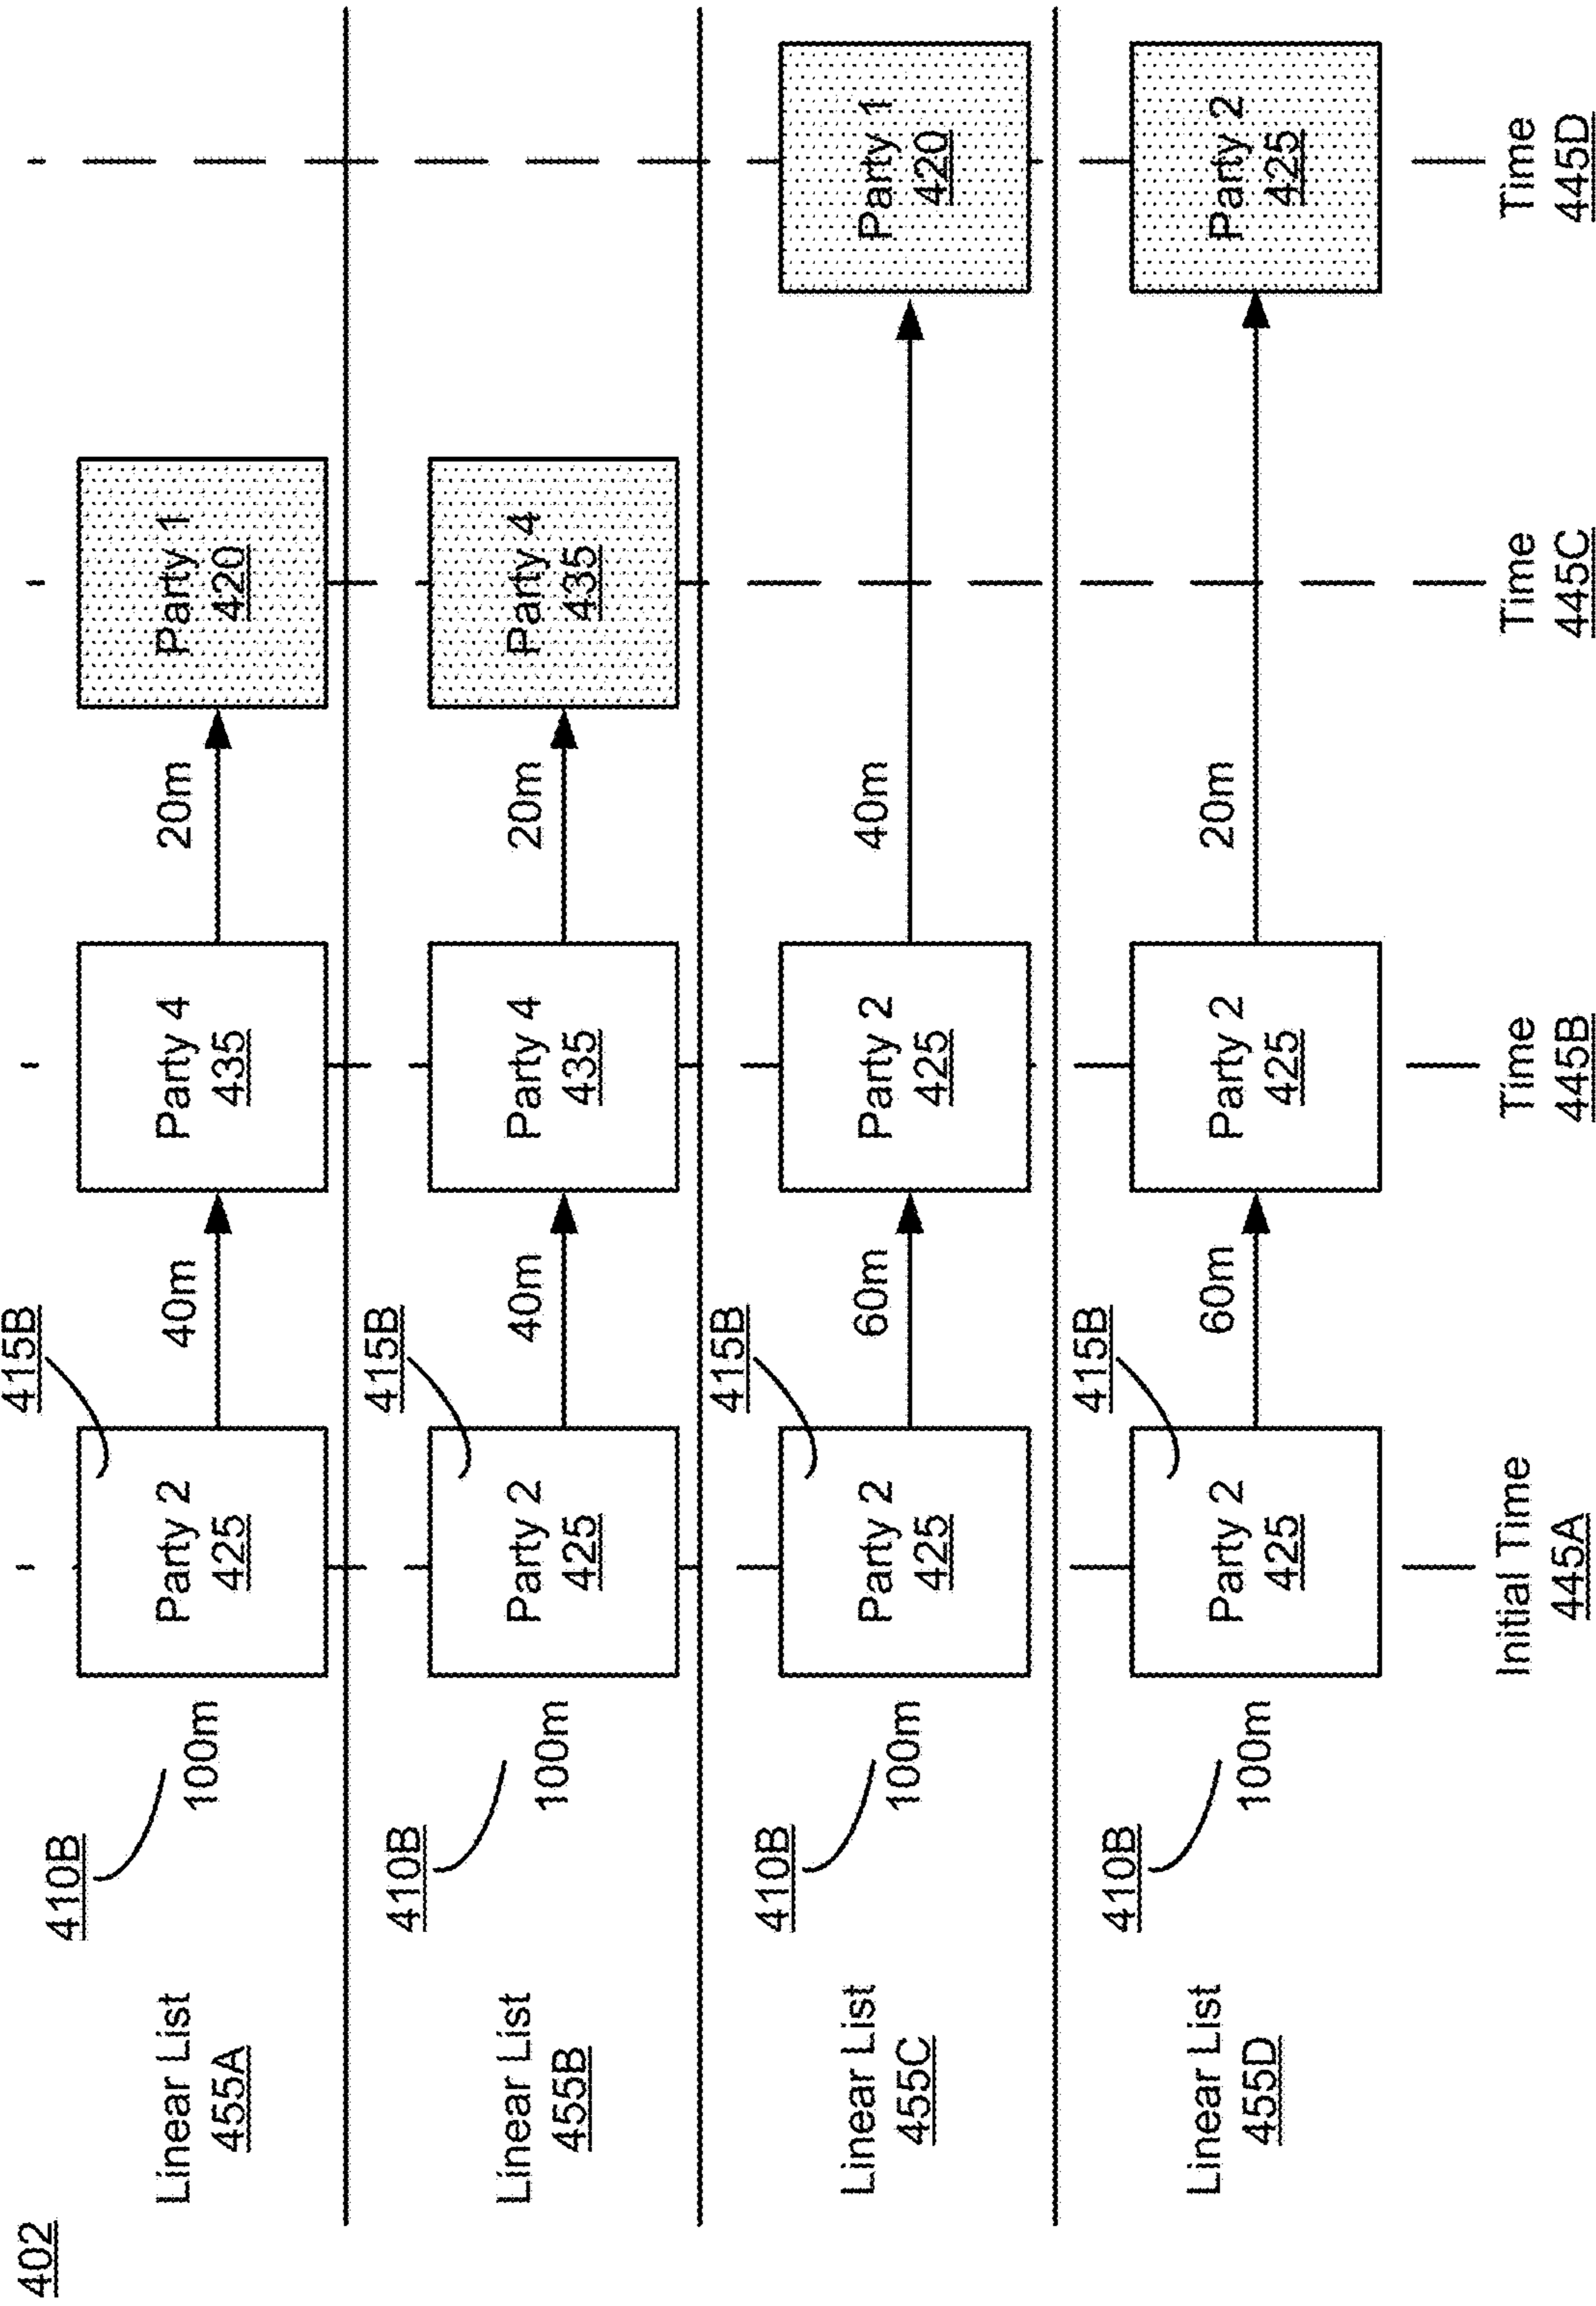 402
Linear List
455A
410B
100m
415B
Party 2
425
40m
Party 4
435
20m
Party 1
420
Linear List
455B
410B
100m
415B
Party 2
425
40m
Party 4
435
20m
Party 4
435
Linear List
455C
410B
100m
415B
Party 2
425
60m
Party 2
425
40m
Party 1
420
Linear List
455D
410B
100m
415B
Party 2
425
60m
Party 2
425
20m
Party 2
425
Initial Time
445A
Time
445B
Time
445C
Time
445D